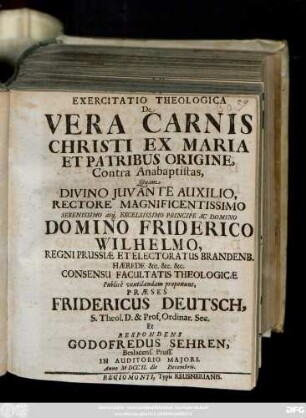 EXERCITATIO THEOLOGICA
De
VERA CARNIS
CHRISTI EX MARIA
ET PATRIBUS ORIGINE,
Contra Anabaptistas,
Quam
DIVINO JUVANTE AUXILIO,
RECTORE MAGNIFICENTISSIMO
SERENISSIMO atq; EXCELSISSIMO PRINCIPE AC DOMINO
DOMINO FRIDERICO
WILHELMO,
REGNI PRUSSIÆ ET ELECTORATUS BRANDENB.
HÆREDE &c. &c. &c.
CONSENSU FACULTATIS THEOLOGICÆ
Publicè ventilandam proponunt,
PRÆSES
FRIDERICUS DEUTSCH,
S. Theol. D. & Prof. Ordinar. Sec.
Et
RESPONDENS
GODOFREDUS SEHREN,
Pruss.
IN AUDITORIO MAJORI.
Anno MDCCII. die Decembris.
REGIOMONTI, Typis REUSNERIANIS.